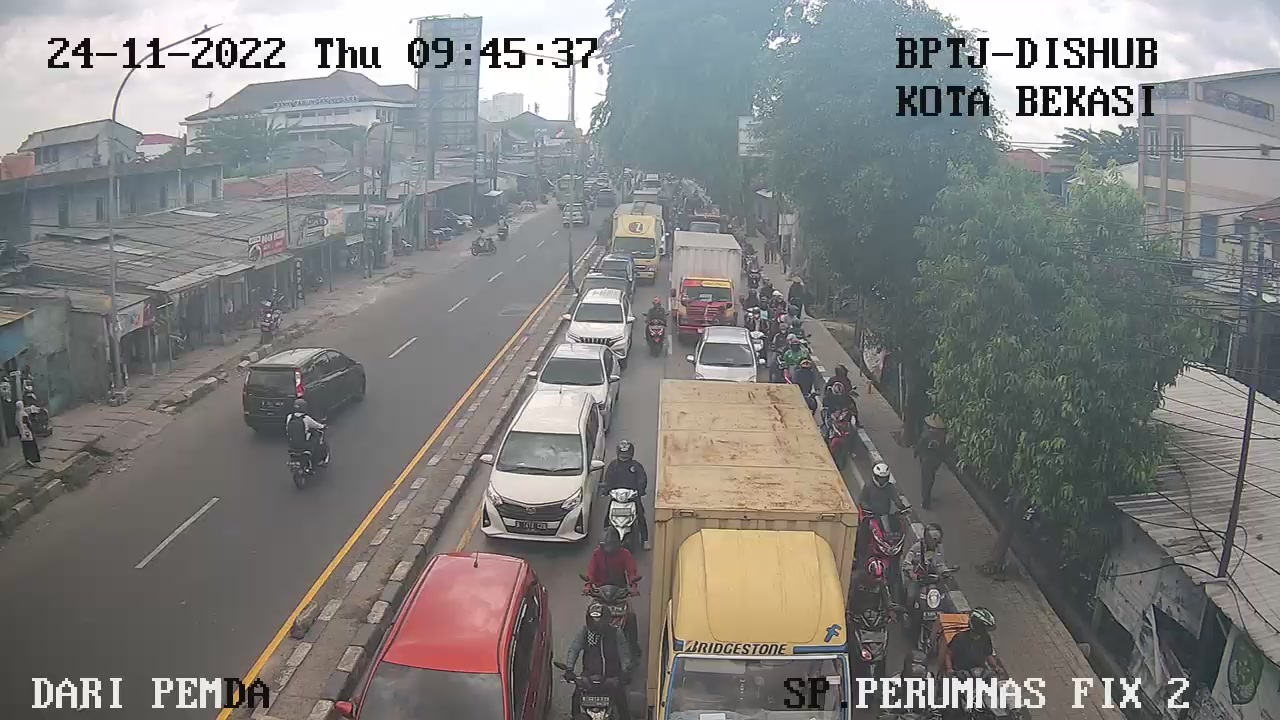 24-11-2022 Thu 09:45:37
BPTJ-DISHUB
KOTA BEKASI
BRIDGESTONE
DARI PEMDA
SP.PERUMNAS FIX 2